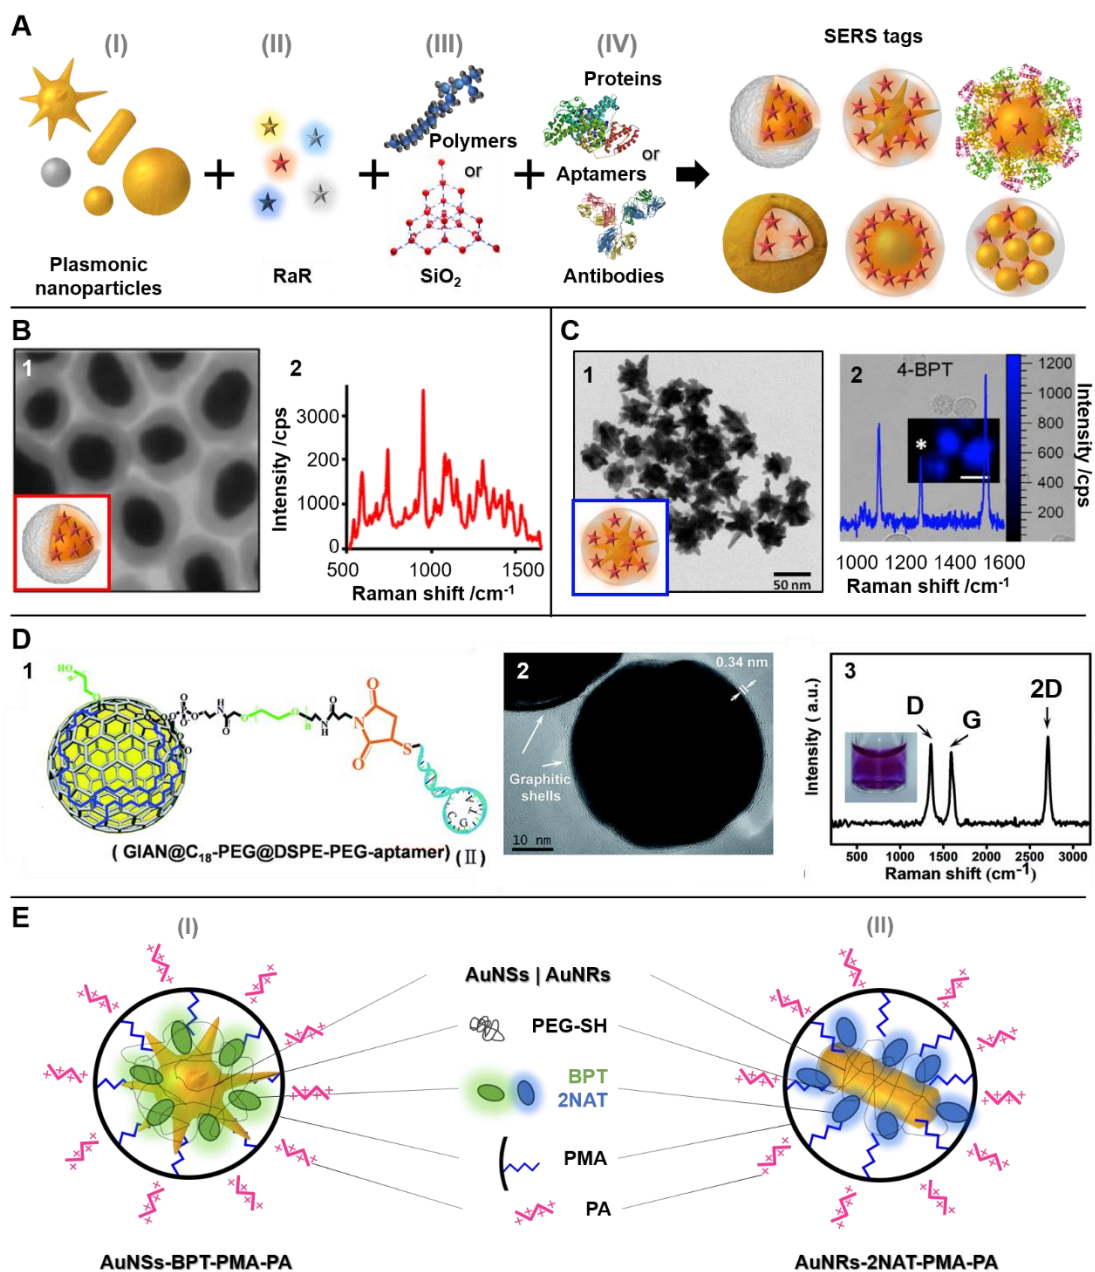 A
(I)
(II)
(III)
(IV)
SERS tags
Proteins
Polymers
or
or
Aptamers
Plasmonic
nanoparticles
RaR
SiO2
Antibodies
B
1
2
3000
200
1000
0
500
1000
1500
Intensity /cps
Raman shift /cm-1
C
1
50 nm
2
4-BPT
*
1200
1000
800
600
400
200
Intensity /cps
1000 1200 1400 1600
Raman shift /cm-1
D
1
HO
O
P
O
N
H
O
O
O
n
N
H
O
N
O
O
S
( GIAN@C18-PEG@DSPE-PEG-aptamer)
(II)
2
0.34 nm
Graphitic
shells
10 nm
3
D
G
2D
Intensity ( a.u.)
500 1000 1500 2000 2500 3000
Raman shift (cm-1)
E
(I)
(II)
AuNSs | AuNRs
PEG-SH
BPT
2NAT
PMA
PA
AuNSs-BPT-PMA-PA
AuNRs-2NAT-PMA-PA